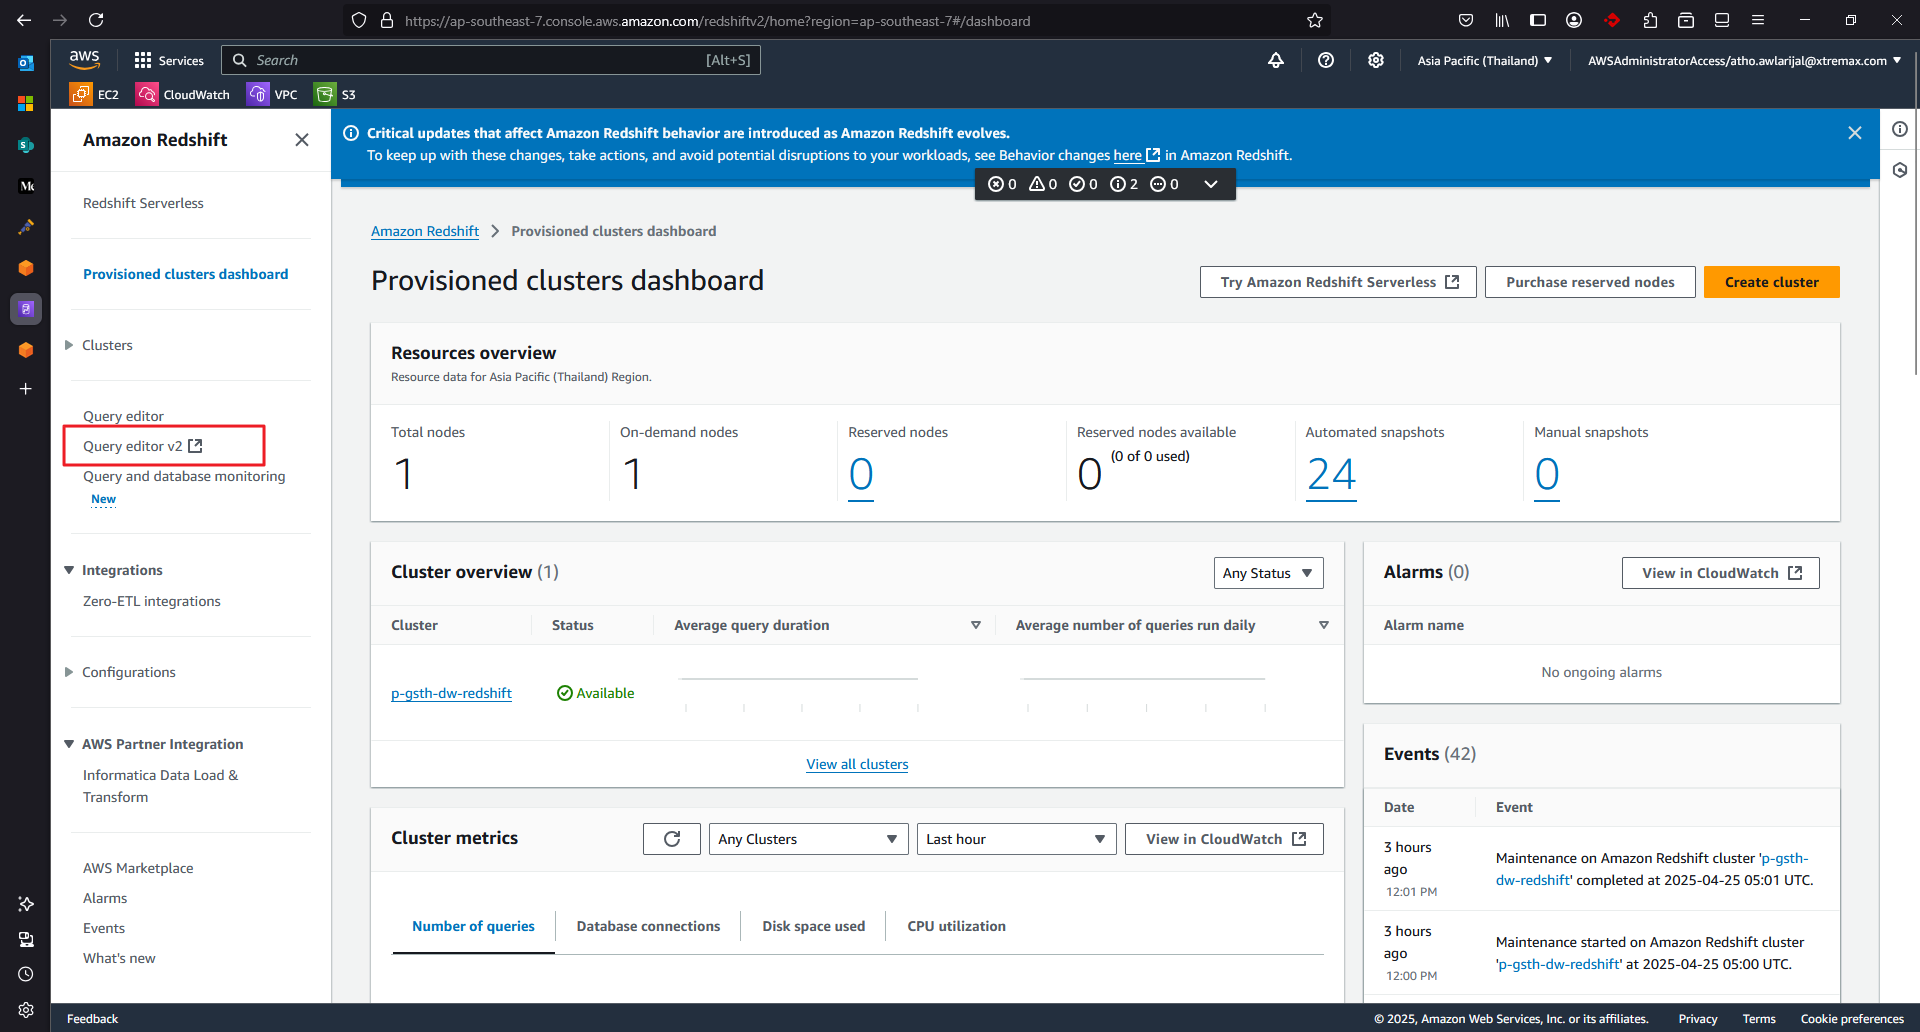 https://ap-southeast-7.console.aws.amazon.com/redshiftv2/home?region=ap-southeast-7#/dashboard
aws
Services
Search
[Alt+S]
Asia Pacific (Thailand)
AWSAdministratorAccess/atho.awlarijal@xtremax.com
EC2
CloudWatch
VPC
S3
Amazon Redshift
Redshift Serverless
Provisioned clusters dashboard
Clusters
Query editor
Query editor v2
Query and database monitoring
New
Integrations
Zero-ETL integrations
Configurations
AWS Partner Integration
Informatica Data Load &
Transform
AWS Marketplace
Alarms
Events
What's new
Critical updates that affect Amazon Redshift behavior are introduced as Amazon Redshift evolves.
To keep up with these changes, take actions, and avoid potential disruptions to your workloads, see Behavior changes here in Amazon Redshift.
0 0 0 2 0
Amazon Redshift > Provisioned clusters dashboard
Provisioned clusters dashboard
Try Amazon Redshift Serverless
Purchase reserved nodes
Create cluster
Resources overview
Resource data for Asia Pacific (Thailand) Region.
Total nodes
1
On-demand nodes
1
Reserved nodes
0
Reserved nodes available
0 (0 of 0 used)
Automated snapshots
24
Manual snapshots
0
Cluster overview (1)
Any Status
Cluster
Status
Average query duration
Average number of queries run daily
p-gsth-dw-redshift
Available
View all clusters
Cluster metrics
Any Clusters
Last hour
View in CloudWatch
Number of queries
Database connections
Disk space used
CPU utilization
Alarms (0)
View in CloudWatch
Alarm name
No ongoing alarms
Events (42)
Date
Event
3 hours
ago
12:01 PM
Maintenance on Amazon Redshift cluster 'p-gsth-
dw-redshift' completed at 2025-04-25 05:01 UTC.
3 hours
ago
12:00 PM
Maintenance started on Amazon Redshift cluster
'p-gsth-dw-redshift' at 2025-04-25 05:00 UTC.
Feedback
© 2025, Amazon Web Services, Inc. or its affiliates.
Privacy
Terms
Cookie preferences